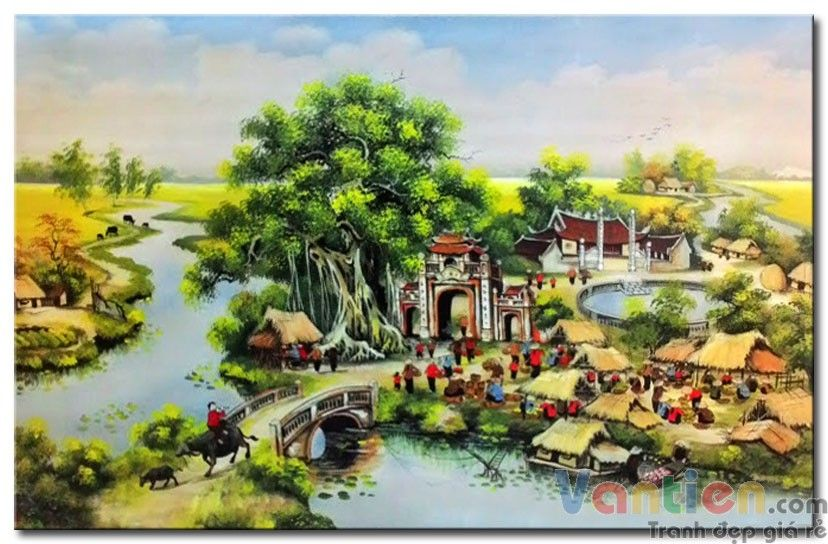 Vantien.com
Tranh đẹp giá rẻ